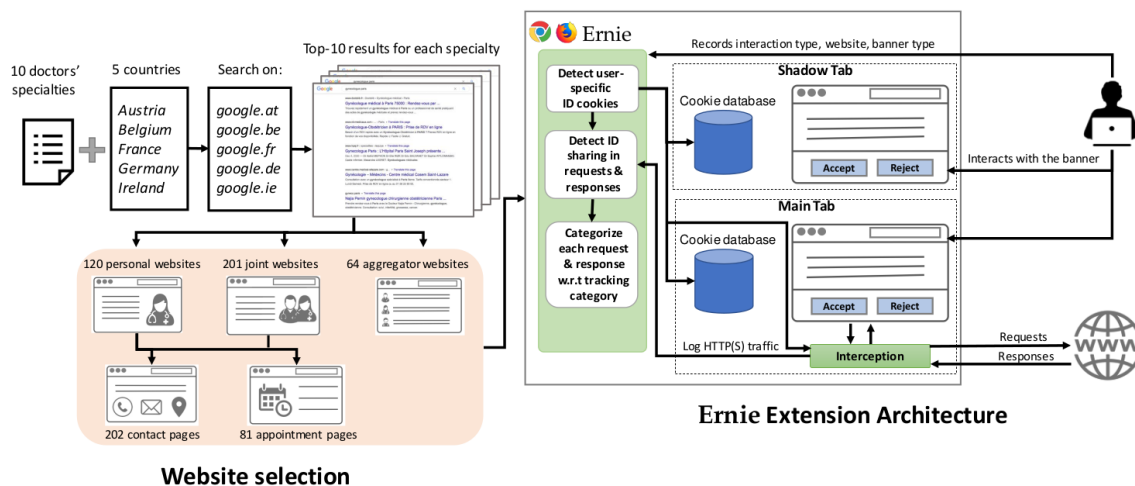 10 doctors'
specialties
5 countries
Austria
Belgium
France
Germany
Ireland
Search on:
google.at
google.be
google.fr
google.de
google.ie
Top-10 results for each specialty
Google
120 personal websites
201 joint websites
64 aggregator websites
202 contact pages
81 appointment pages
Website selection
Ernie
Detect user-
specific
ID cookies
Detect ID
sharing in
requests &
responses
Categorize
each request
& response
w.r.t tracking
category
Records interaction type, website, banner type
Shadow Tab
Cookie database
Accept
Reject
Interacts with the banner
Main Tab
Cookie database
Accept
Reject
Log HTTP(S) traffic
Interception
Requests
Responses
WWW
Ernie Extension Architecture